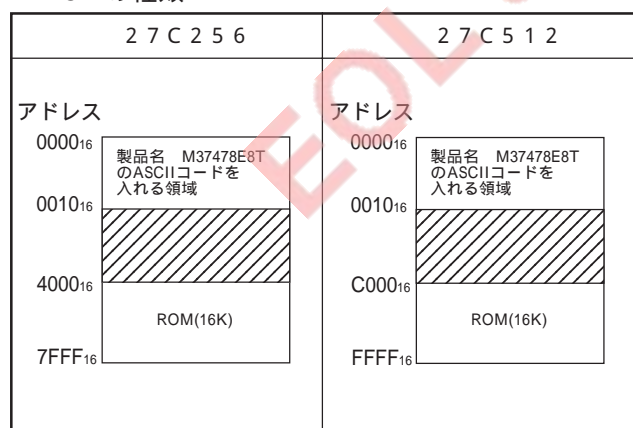 27C256
27C512
アドレス
0000₁₆
製品名 M37478E8T
のASCIIコードを
入れる領域
0010₁₆
4000₁₆
ROM(16K)
7FFF₁₆
アドレス
0000₁₆
製品名 M37478E8T
のASCIIコードを
入れる領域
0010₁₆
C000₁₆
ROM(16K)
FFFF₁₆
EOL